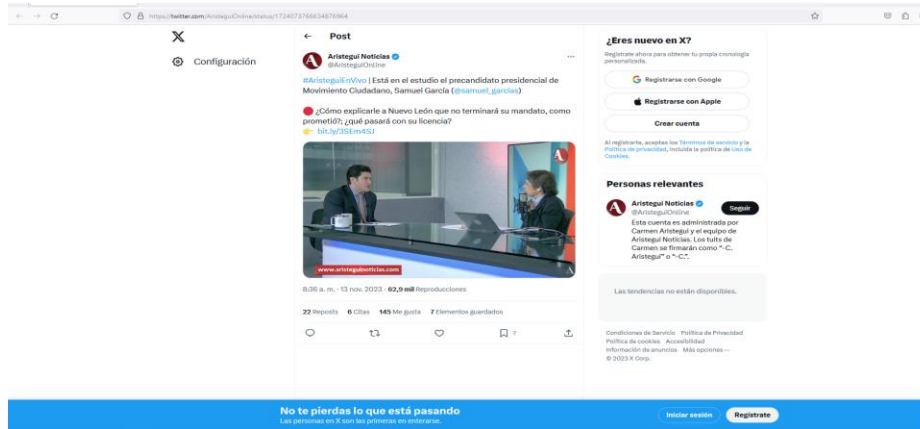 https://twitter.com/AristeguiOnline/status/1724073766634876964
X
Configuración
← Post
Aristegui Noticias
@AristeguiOnline
#AristeguiEnVivo | Está en el estudio el precandidato presidencial de
Movimiento Ciudadano, Samuel García (@samuel_garcias)
🔴 ¿Cómo explicarle a Nuevo León que no terminará su mandato, como
prometió?; ¿qué pasará con su licencia?
👉 bit.ly/3SEm4SJ
www.aristeguinoticias.com
8:36 a. m. · 13 nov. 2023 · 62,9 mil Reproducciones
22 Reposts 6 Citas 145 Me gusta 7 Elementos guardados
7
¿Eres nuevo en X?
Regístrate ahora para obtener tu propia cronología
personalizada.
Registrarse con Google
Registrarse con Apple
Crear cuenta
Al registrarte, aceptas los Términos de servicio y la
Política de privacidad, incluida la política de Uso de
Cookies.
Personas relevantes
Aristegui Noticias
@AristeguiOnline
Seguir
Esta cuenta es administrada por
Carmen Aristegui y el equipo de
Aristegui Noticias. Los tuits de
Carmen se firmarán como "-C.
Aristegui" o "-C.".
Las tendencias no están disponibles.
Condiciones de Servicio Política de Privacidad
Política de cookies Accesibilidad
Información de anuncios Más opciones ···
© 2023 X Corp.
No te pierdas lo que está pasando
Las personas en X son las primeras en enterarse.
Iniciar sesión
Regístrate